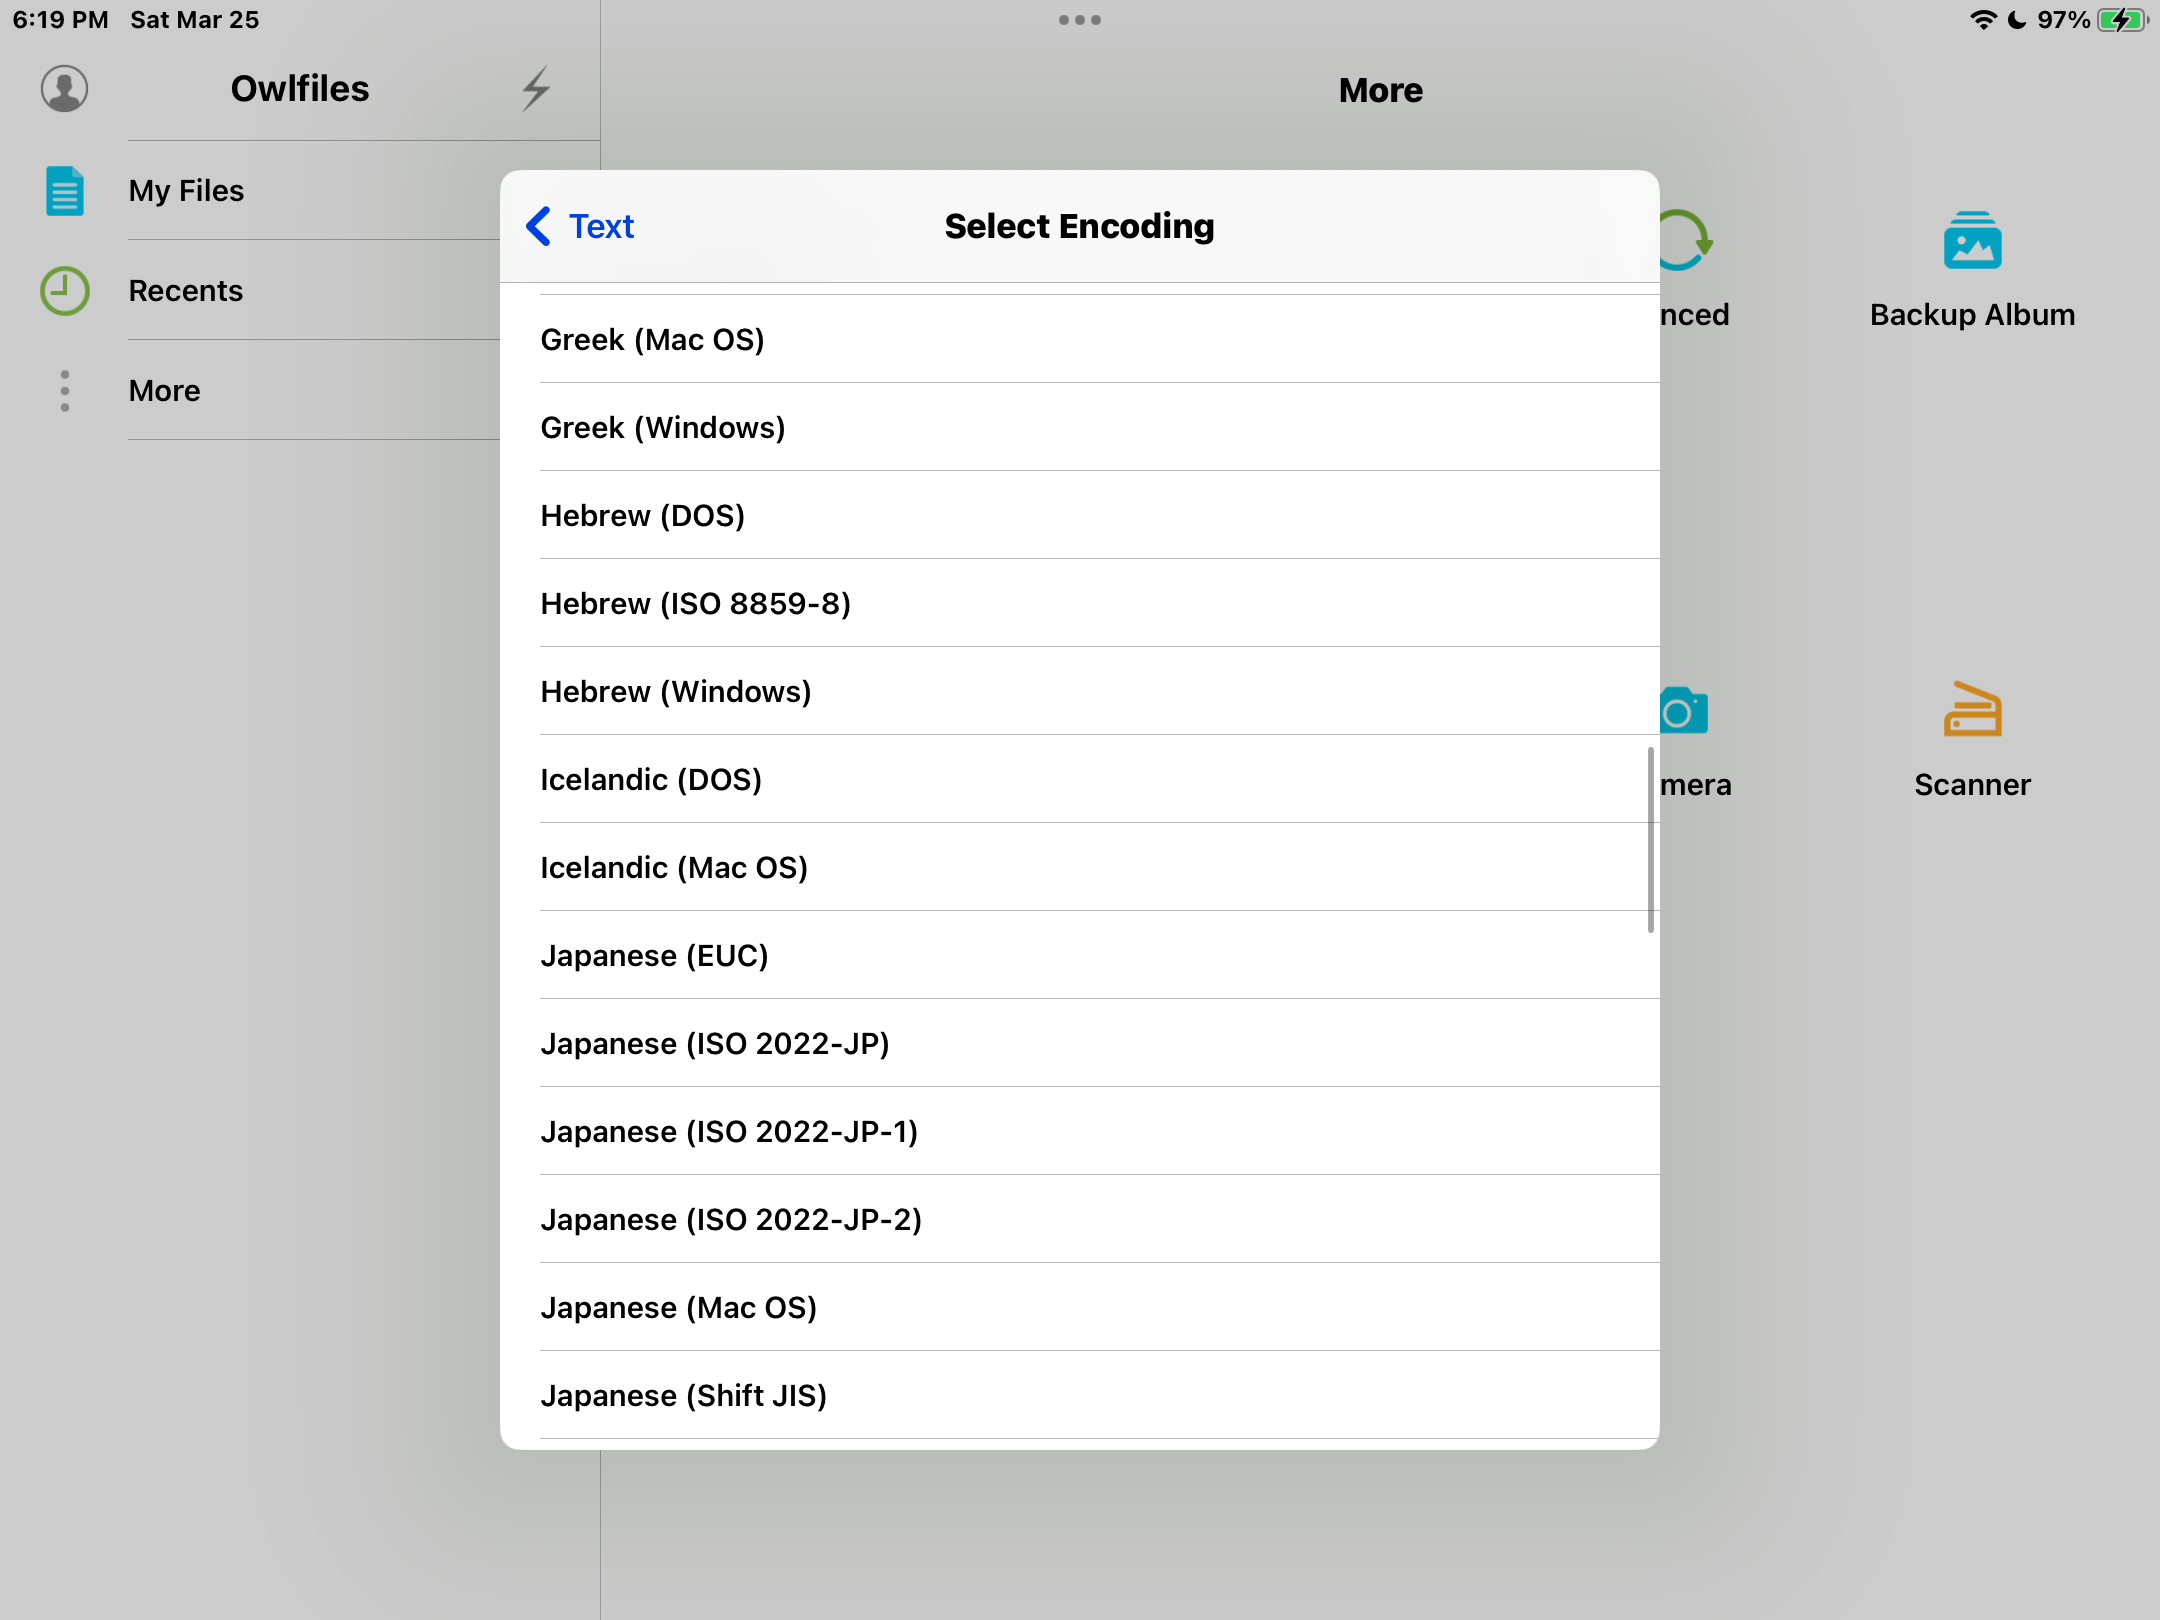 6:19 PM Sat Mar 25
97%
Owlfiles
More
My Files
Recents
More
Text
Select Encoding
Greek (Mac OS)
Greek (Windows)
Hebrew (DOS)
Hebrew (ISO 8859-8)
Hebrew (Windows)
Icelandic (DOS)
Icelandic (Mac OS)
Japanese (EUC)
Japanese (ISO 2022-JP)
Japanese (ISO 2022-JP-1)
Japanese (ISO 2022-JP-2)
Japanese (Mac OS)
Japanese (Shift JIS)
nced
Backup Album
mera
Scanner